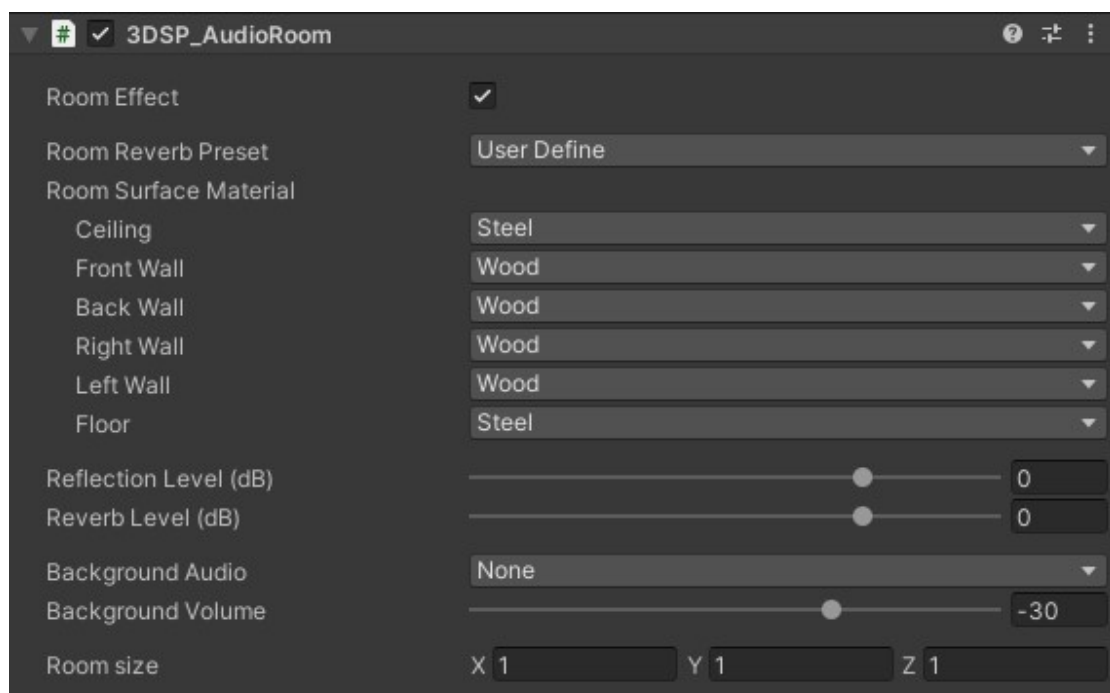 # 3DSP_AudioRoom
Room Effect
Room Reverb Preset User Define
Room Surface Material
Ceiling Steel
Front Wall Wood
Back Wall Wood
Right Wall Wood
Left Wall Wood
Floor Steel
Reflection Level (dB) 0
Reverb Level (dB) 0
Background Audio None
Background Volume -30
Room size X 1 Y 1 Z 1